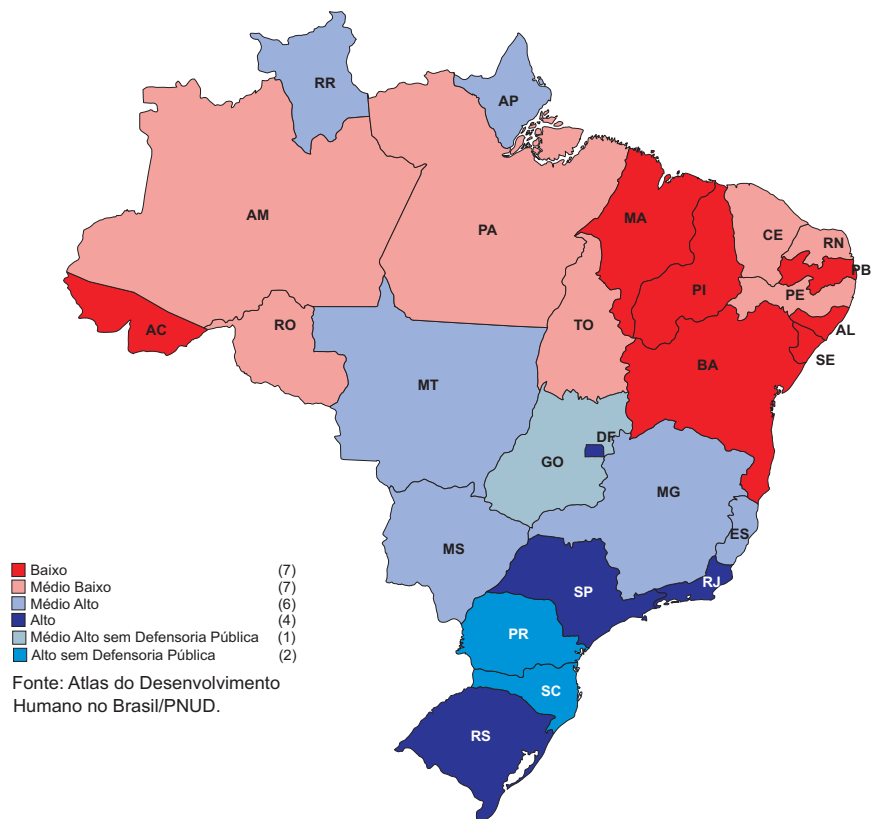 RR
AP
AM
PA
MA
CE
RN
PB
PI
PE
AC
RO
TO
AL
SE
BA
MT
DF
GO
MG
ES
MS
SP
RJ
PR
SC
RS
Baixo (7)
Médio Baixo (7)
Médio Alto (6)
Alto (4)
Médio Alto sem Defensoria Pública (1)
Alto sem Defensoria Pública (2)
Fonte: Atlas do Desenvolvimento
Humano no Brasil/PNUD.